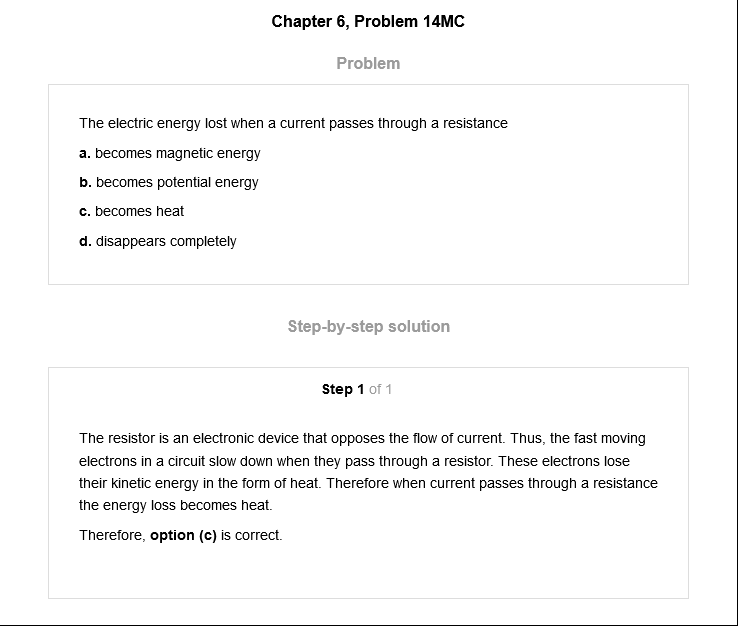 Chapter 6, Problem 14MC
Problem
The electric energy lost when a current passes through a resistance
a. becomes magnetic energy
b. becomes potential energy
c. becomes heat
d. disappears completely
Step-by-step solution
Step 1 of 1
The resistor is an electronic device that opposes the flow of current. Thus, the fast moving
electrons in a circuit slow down when they pass through a resistor. These electrons lose
their kinetic energy in the form of heat. Therefore when current passes through a resistance
the energy loss becomes heat.
Therefore, option (c) is correct.